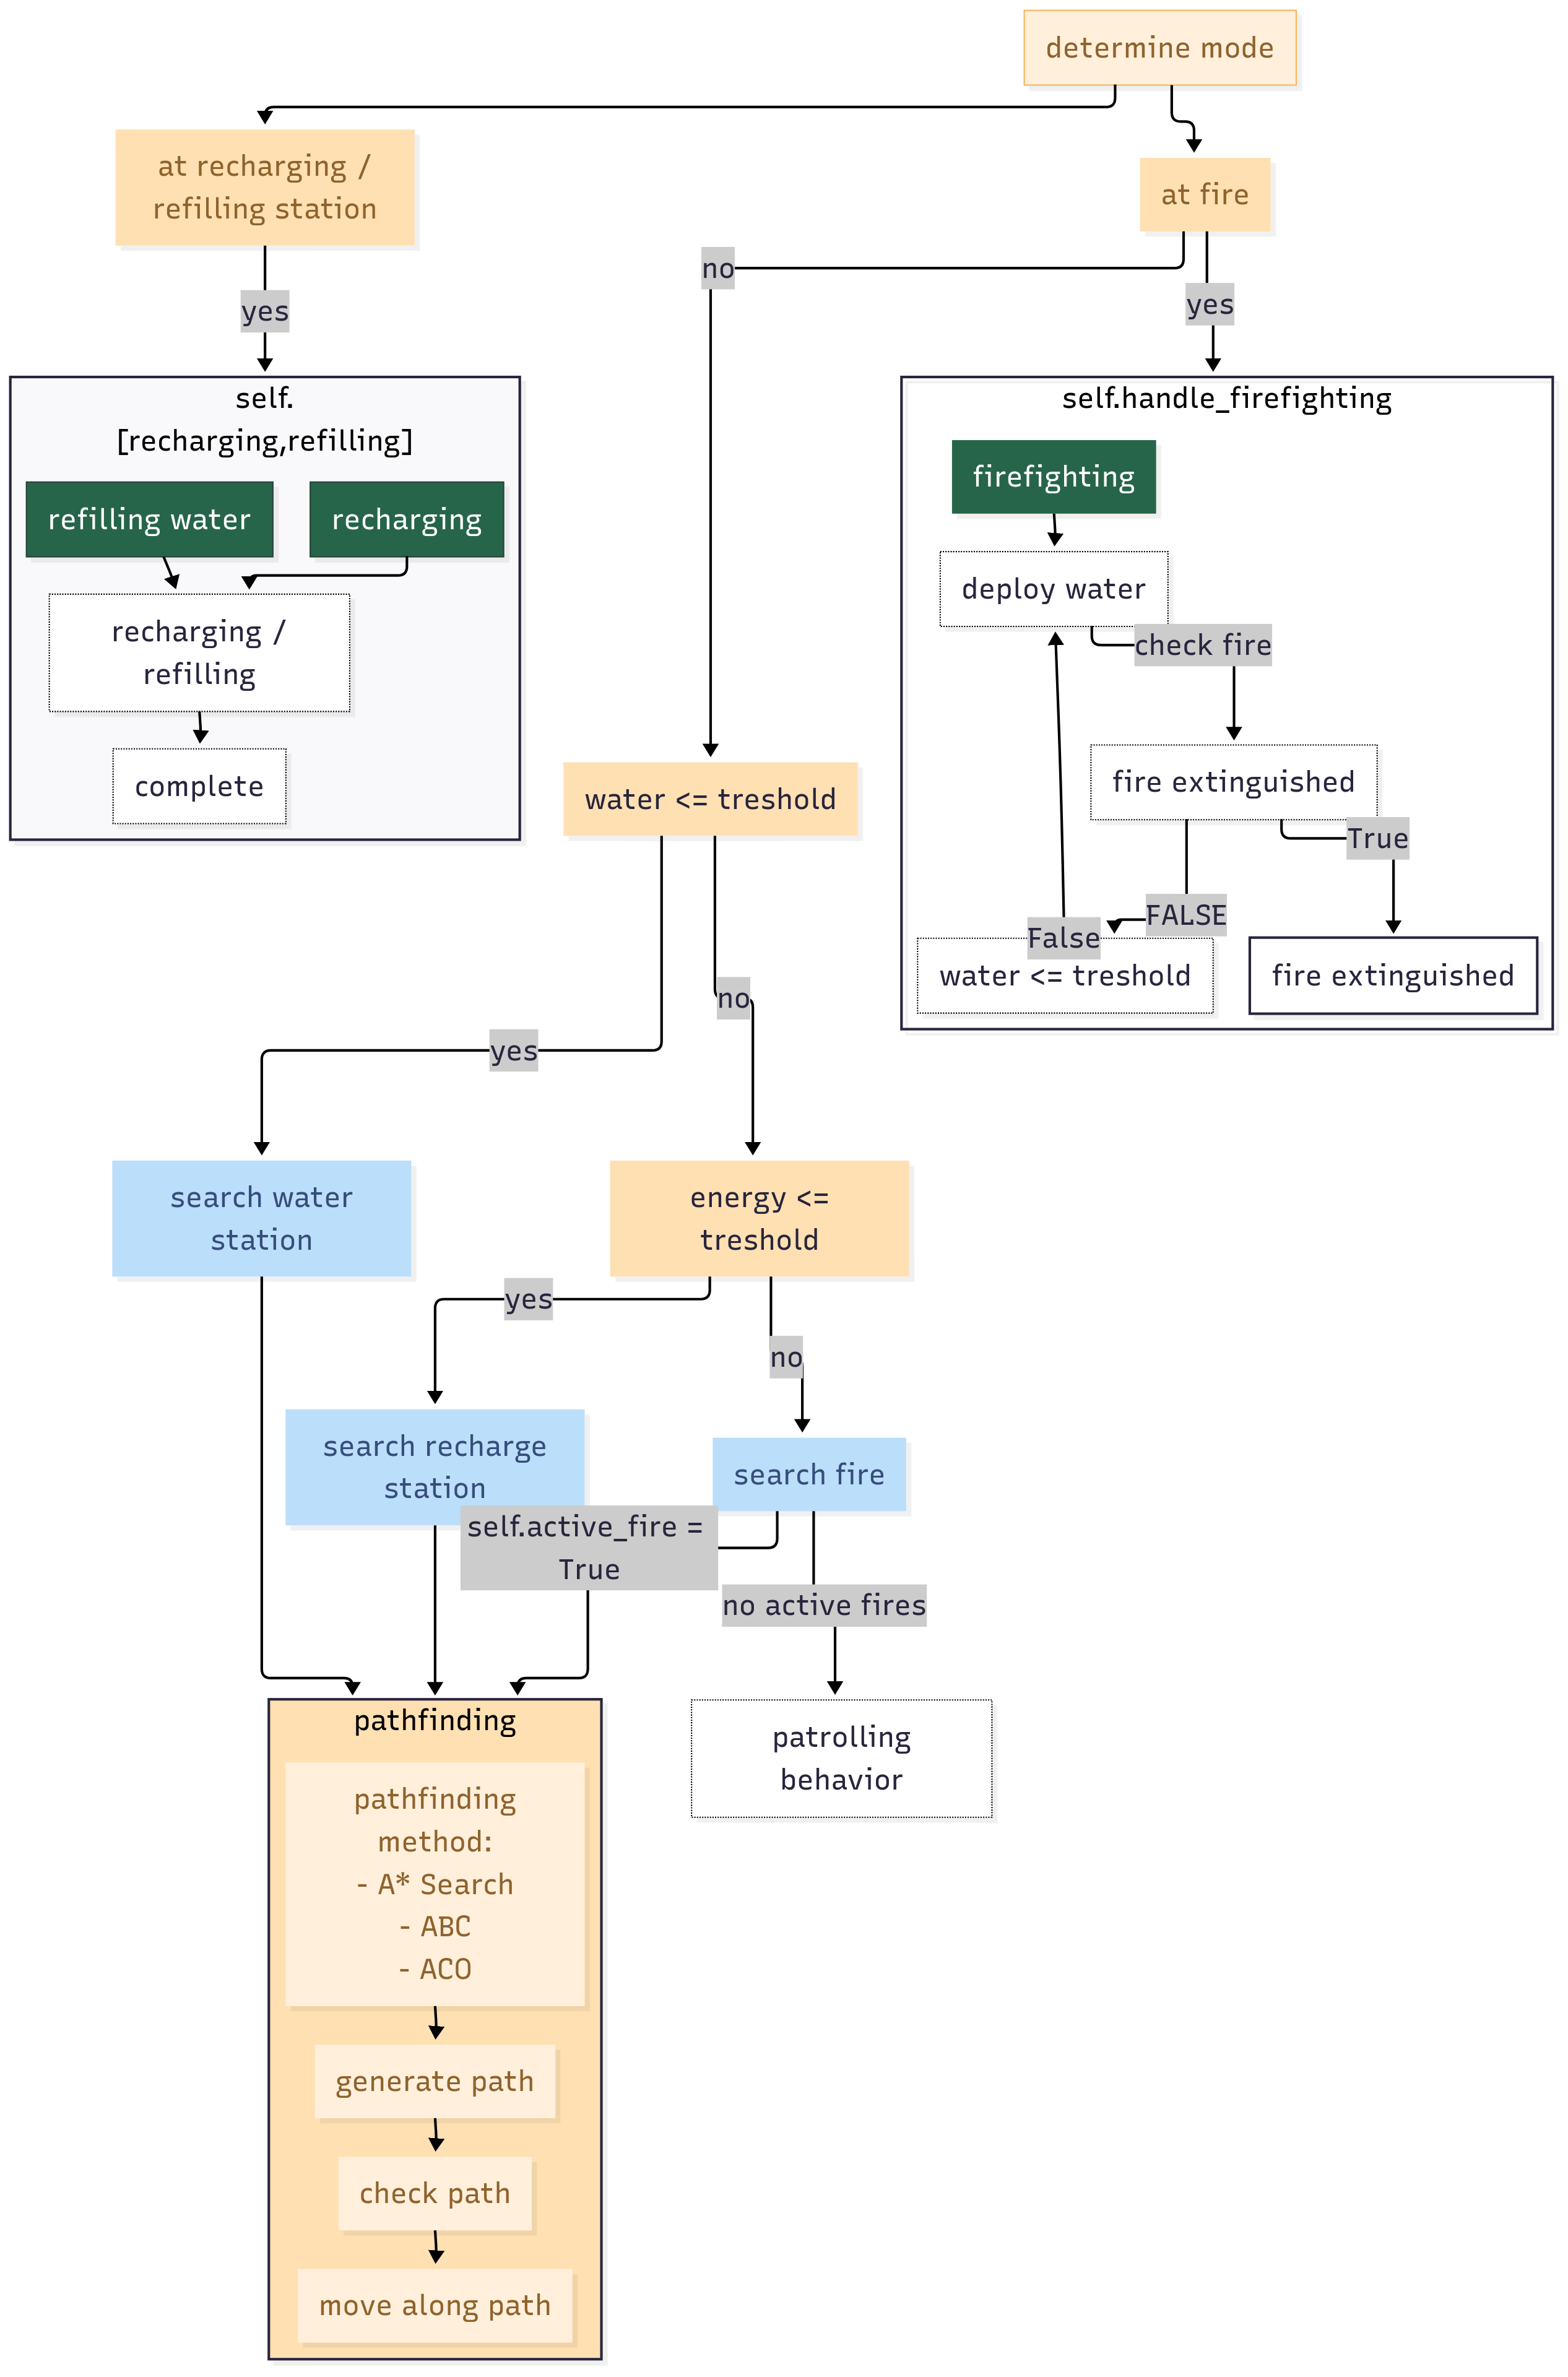 determine mode
at recharging /
refilling station
at fire
no
yes
yes
self.
[recharging,refilling]
refilling water
recharging
recharging /
refilling
complete
self.handle_firefighting
firefighting
deploy water
check fire
fire extinguished
True
FALSE
False
water <= treshold
fire extinguished
water <= treshold
no
yes
search water
station
energy <=
treshold
yes
no
search recharge
station
search fire
self.active_fire =
True
no active fires
pathfinding
pathfinding
method:
- A* Search
- ABC
- ACO
generate path
check path
move along path
patrolling
behavior